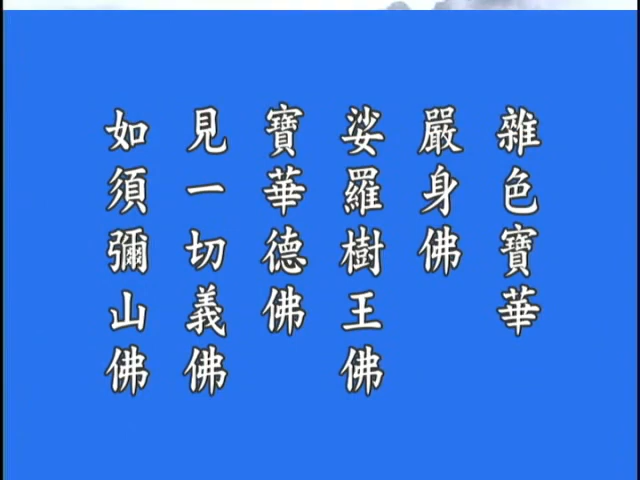 雜色寶華
嚴身佛
娑羅樹王佛
寶華德佛
見一切義佛
如須彌山佛